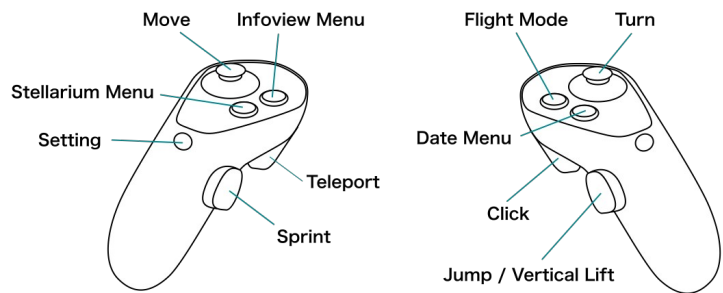 Move
Infoview Menu
Stellarium Menu
Setting
Teleport
Sprint
Flight Mode
Turn
Date Menu
Click
Jump / Vertical Lift